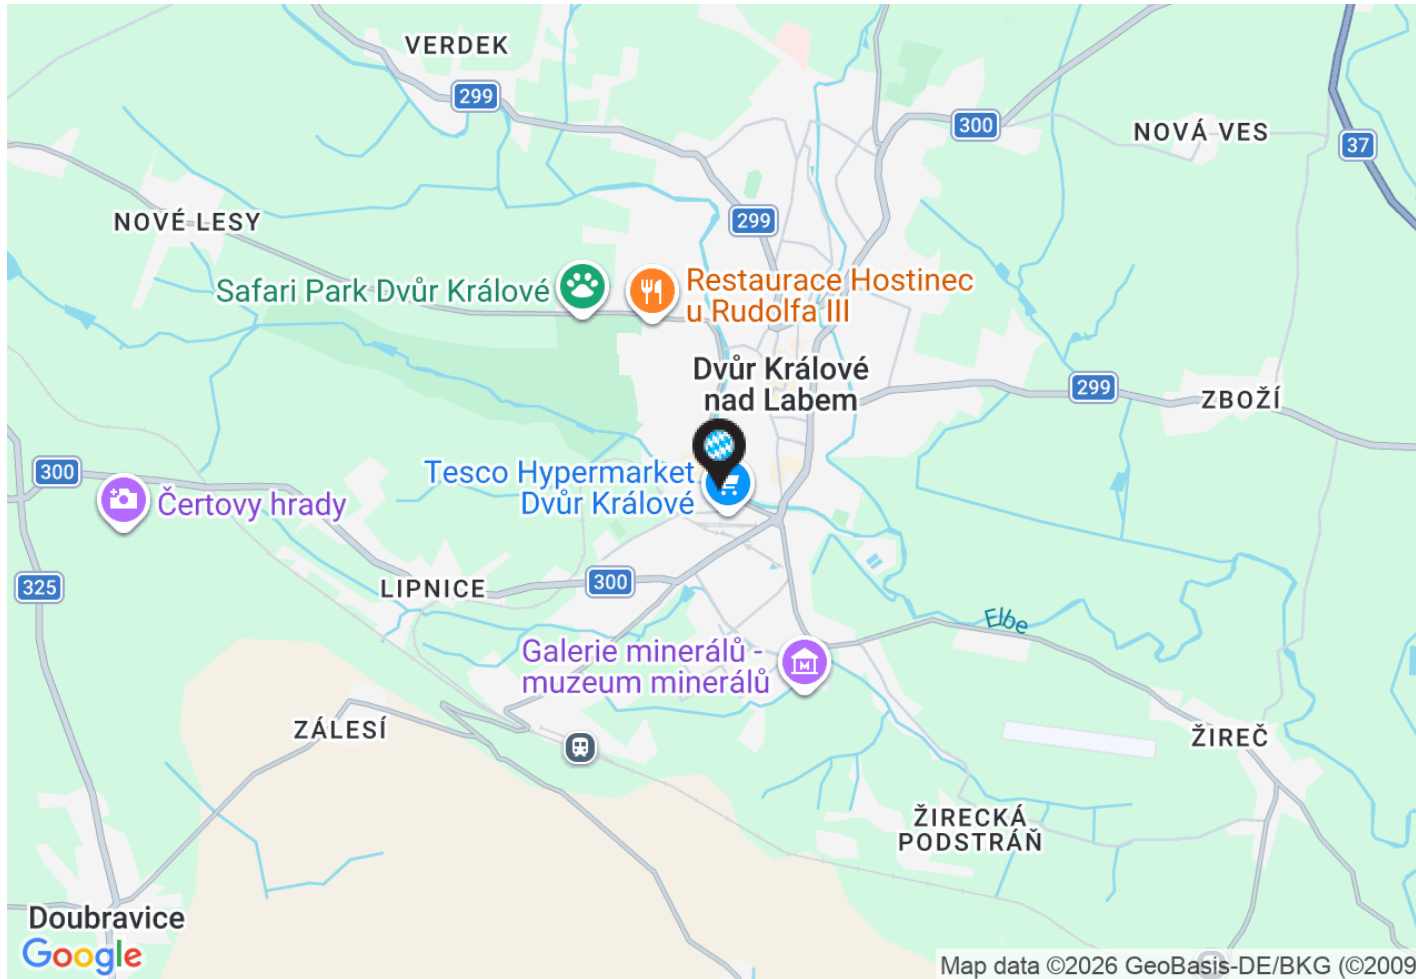 VERDEK
299
300
NOVÁ VES
37
NOVÉ LESY
299
Safari Park Dvůr Králové
Restaurace Hostinec
u Rudolfa III
Dvůr Králové
nad Labem
299
ZBOŽÍ
300
Tesco Hypermarket
Dvůr Králové
Čertovy hrady
325
LIPNICE
300
Elbe
Galerie minerálů -
muzeum minerálů
ZÁLESÍ
ŽIREČ
ŽIRECKÁ
PODSTRÁŇ
Doubravice
Google
Map data ©2026 GeoBasis-DE/BKG (©2009